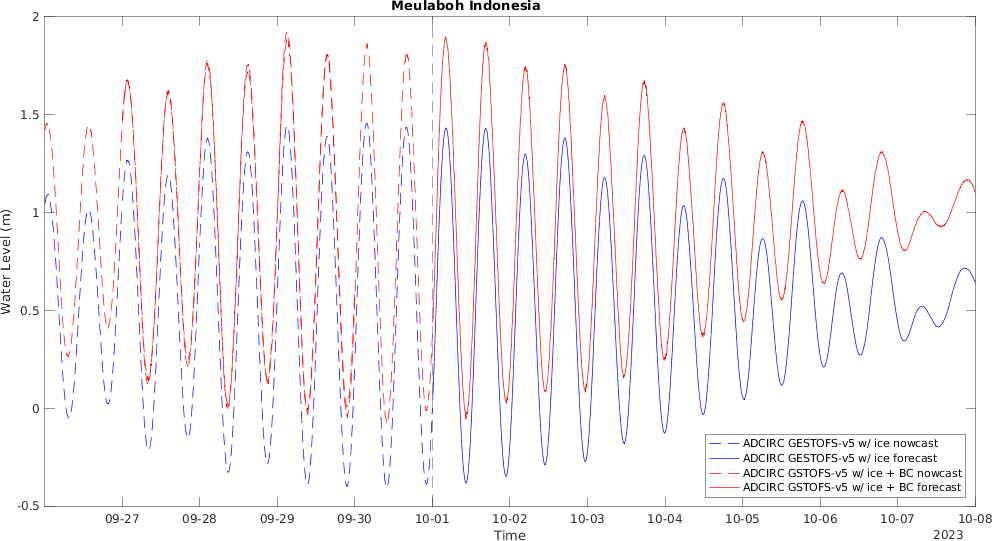 Meulaboh Indonesia
2
1.5
1
0.5
0
-0.5
Water Level (m)
ADCIRC GESTOFS-v5 w/ ice nowcast
ADCIRC GESTOFS-v5 w/ ice forecast
ADCIRC GSTOFS-v5 w/ ice + BC nowcast
ADCIRC GSTOFS-v5 w/ ice + BC forecast
09-27 09-28 09-29 09-30 10-01 10-02 10-03 10-04 10-05 10-06 10-07 10-08
Time
2023